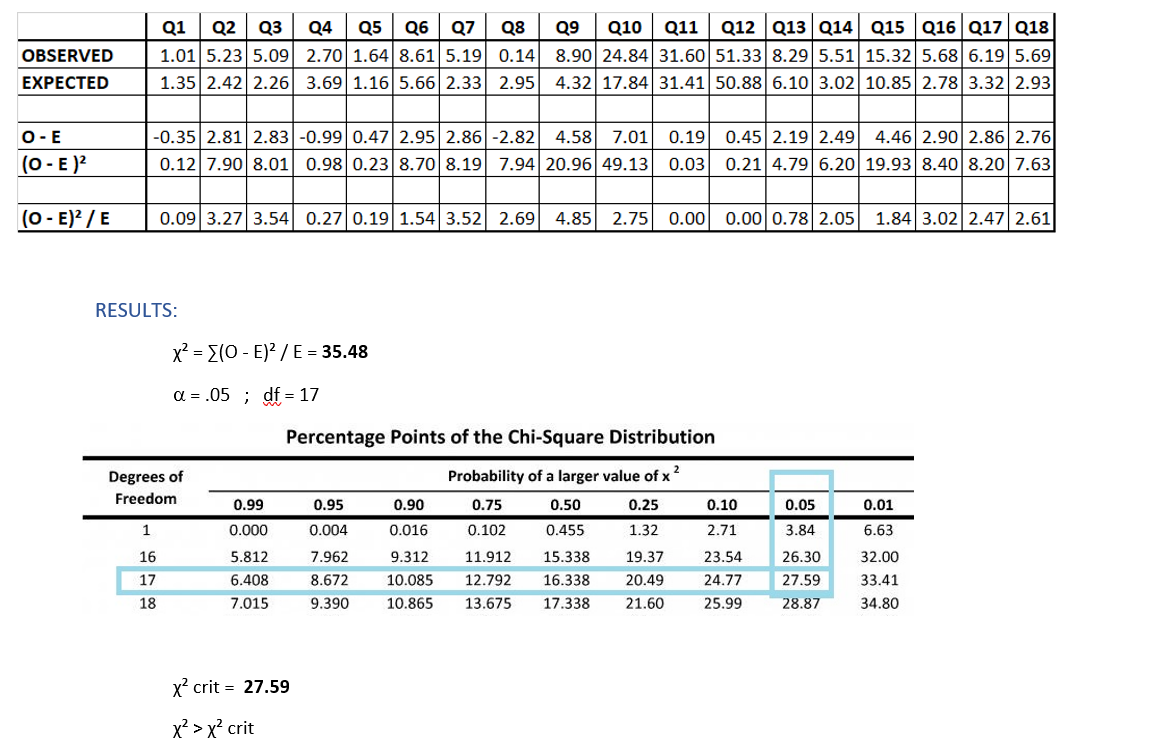 Q1 Q2 Q3 Q4 Q5 Q6 Q7 Q8 Q9 Q10 Q11 Q12 Q13 Q14 Q15 Q16 Q17 Q18
OBSERVED 1.01 5.23 5.09 2.70 1.64 8.61 5.19 0.14 8.90 24.84 31.60 51.33 8.29 5.51 15.32 5.68 6.19 5.69
EXPECTED 1.35 2.42 2.26 3.69 1.16 5.66 2.33 2.95 4.32 17.84 31.41 50.88 6.10 3.02 10.85 2.78 3.32 2.93
O - E -0.35 2.81 2.83 -0.99 0.47 2.95 2.86 -2.82 4.58 7.01 0.19 0.45 2.19 2.49 4.46 2.90 2.86 2.76
(O - E )² 0.12 7.90 8.01 0.98 0.23 8.70 8.19 7.94 20.96 49.13 0.03 0.21 4.79 6.20 19.93 8.40 8.20 7.63
(O - E)² / E 0.09 3.27 3.54 0.27 0.19 1.54 3.52 2.69 4.85 2.75 0.00 0.00 0.78 2.05 1.84 3.02 2.47 2.61
RESULTS:
χ² = ∑(O - E)² / E = 35.48
α = .05 ; df = 17
Percentage Points of the Chi-Square Distribution
Degrees of Freedom
Probability of a larger value of x ²
0.99 0.95 0.90 0.75 0.50 0.25 0.10 0.05 0.01
1 0.000 0.004 0.016 0.102 0.455 1.32 2.71 3.84 6.63
16 5.812 7.962 9.312 11.912 15.338 19.37 23.54 26.30 32.00
17 6.408 8.672 10.085 12.792 16.338 20.49 24.77 27.59 33.41
18 7.015 9.390 10.865 13.675 17.338 21.60 25.99 28.87 34.80
χ² crit = 27.59
χ² > χ² crit